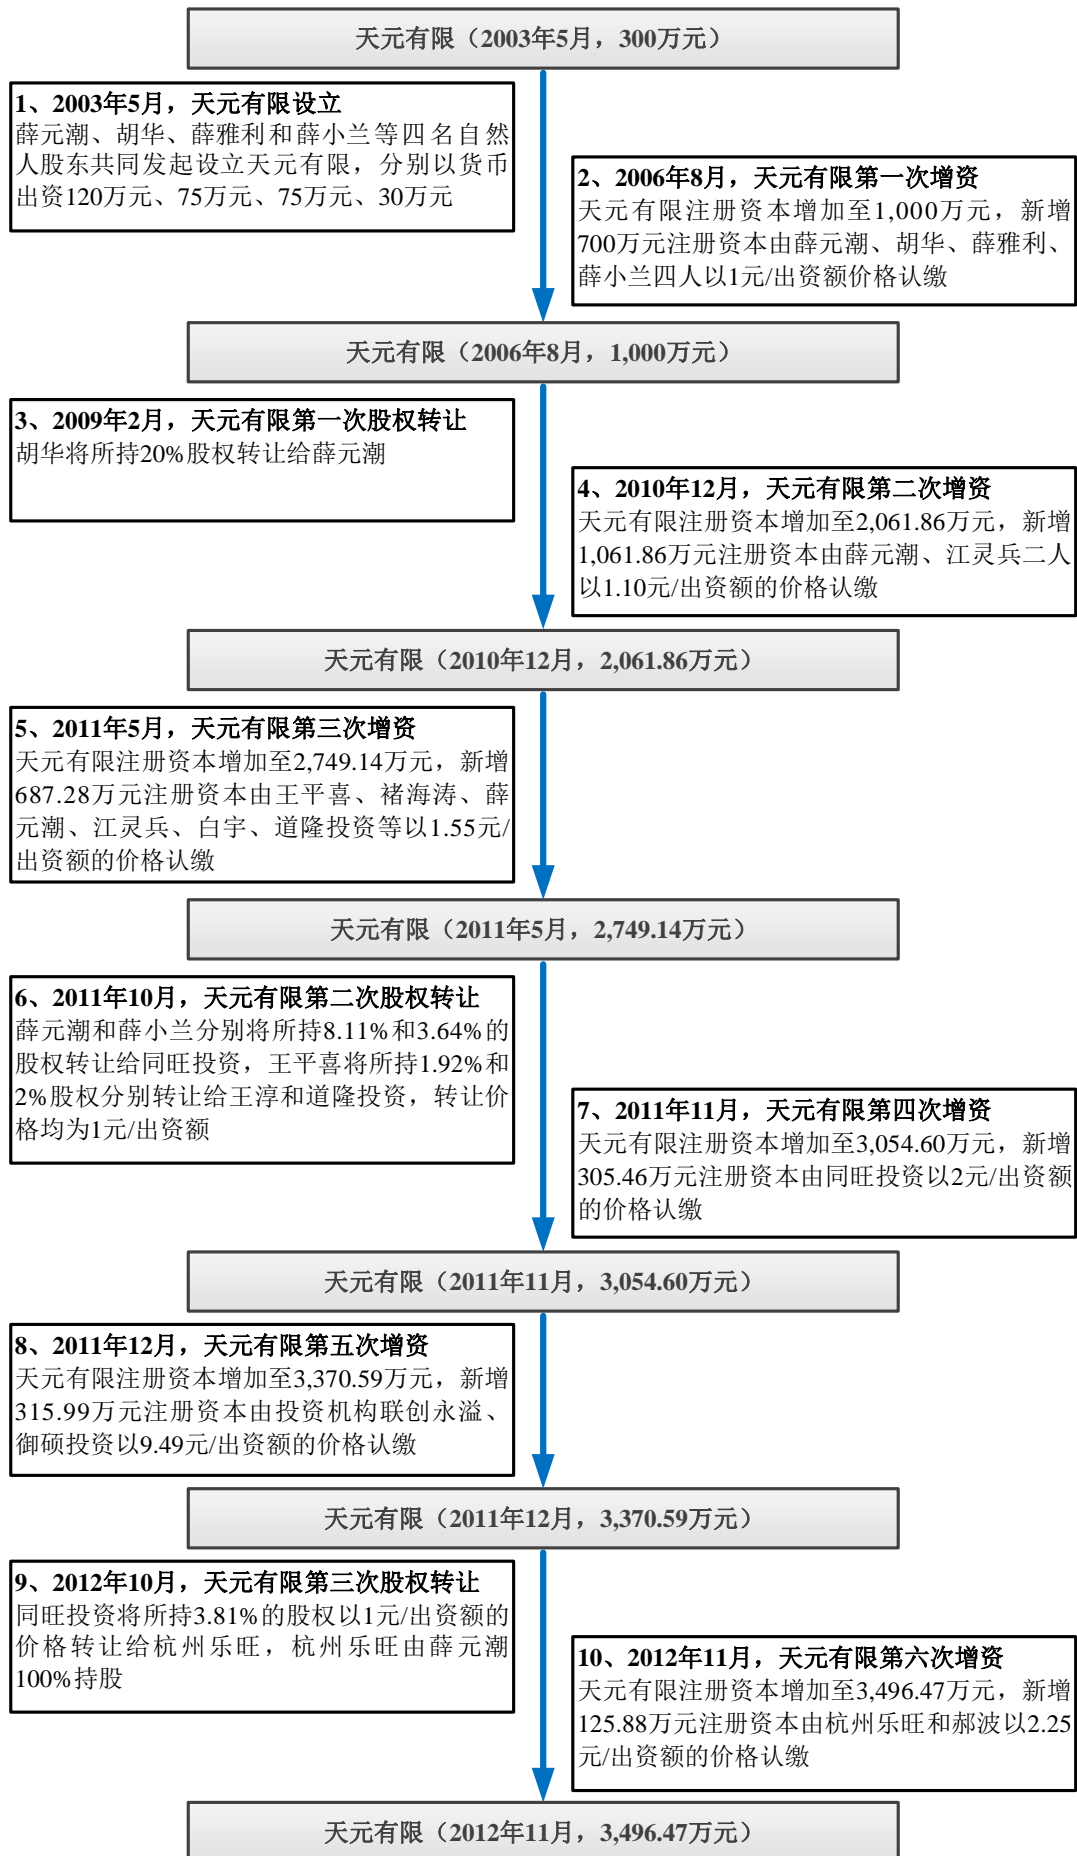 天元有限（2003年5月，300万元）
1、2003年5月，天元有限设立
薛元潮、胡华、薛雅利和薛小兰等四名自然
人股东共同发起设立天元有限，分别以货币
出资120万元、75万元、75万元、30万元
2、2006年8月，天元有限第一次增资
天元有限注册资本增加至1,000万元，新增
700万元注册资本由薛元潮、胡华、薛雅利、
薛小兰四人以1元/出资额价格认缴
天元有限（2006年8月，1,000万元）
3、2009年2月，天元有限第一次股权转让
胡华将所持20%股权转让给薛元潮
4、2010年12月，天元有限第二次增资
天元有限注册资本增加至2,061.86万元，新增
1,061.86万元注册资本由薛元潮、江灵兵二人
以1.10元/出资额的价格认缴
天元有限（2010年12月，2,061.86万元）
5、2011年5月，天元有限第三次增资
天元有限注册资本增加至2,749.14万元，新增
687.28万元注册资本由王平喜、褚海涛、薛
元潮、江灵兵、白宇、道隆投资等以1.55元/
出资额的价格认缴
天元有限（2011年5月，2,749.14万元）
6、2011年10月，天元有限第二次股权转让
薛元潮和薛小兰分别将所持8.11%和3.64%的
股权转让给同旺投资，王平喜将所持1.92%和
2%股权分别转让给王淳和道隆投资，转让价
格均为1元/出资额
7、2011年11月，天元有限第四次增资
天元有限注册资本增加至3,054.60万元，新增
305.46万元注册资本由同旺投资以2元/出资额
的价格认缴
天元有限（2011年11月，3,054.60万元）
8、2011年12月，天元有限第五次增资
天元有限注册资本增加至3,370.59万元，新增
315.99万元注册资本由投资机构联创永溢、
御硕投资以9.49元/出资额的价格认缴
天元有限（2011年12月，3,370.59万元）
9、2012年10月，天元有限第三次股权转让
同旺投资将所持3.81%的股权以1元/出资额的
价格转让给杭州乐旺，杭州乐旺由薛元潮
100%持股
10、2012年11月，天元有限第六次增资
天元有限注册资本增加至3,496.47万元，新增
125.88万元注册资本由杭州乐旺和郝波以2.25
元/出资额的价格认缴
天元有限（2012年11月，3,496.47万元）